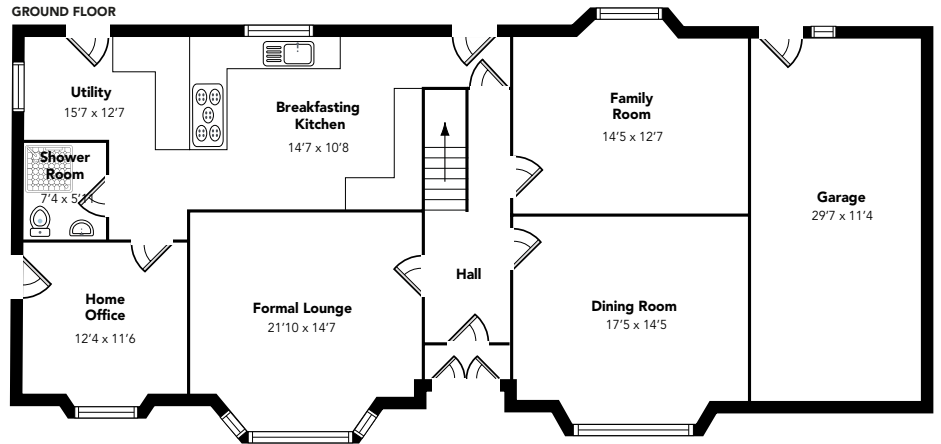 GROUND FLOOR
Utility
15’7 x 12’7
Breakfasting
Kitchen
14’7 x 10’8
Family
Room
14’5 x 12’7
Shower
Room
7’4 x 5’11
Garage
29’7 x 11’4
Hall
Home
Office
12’4 x 11’6
Formal Lounge
21’10 x 14’7
Dining Room
17’5 x 14’5